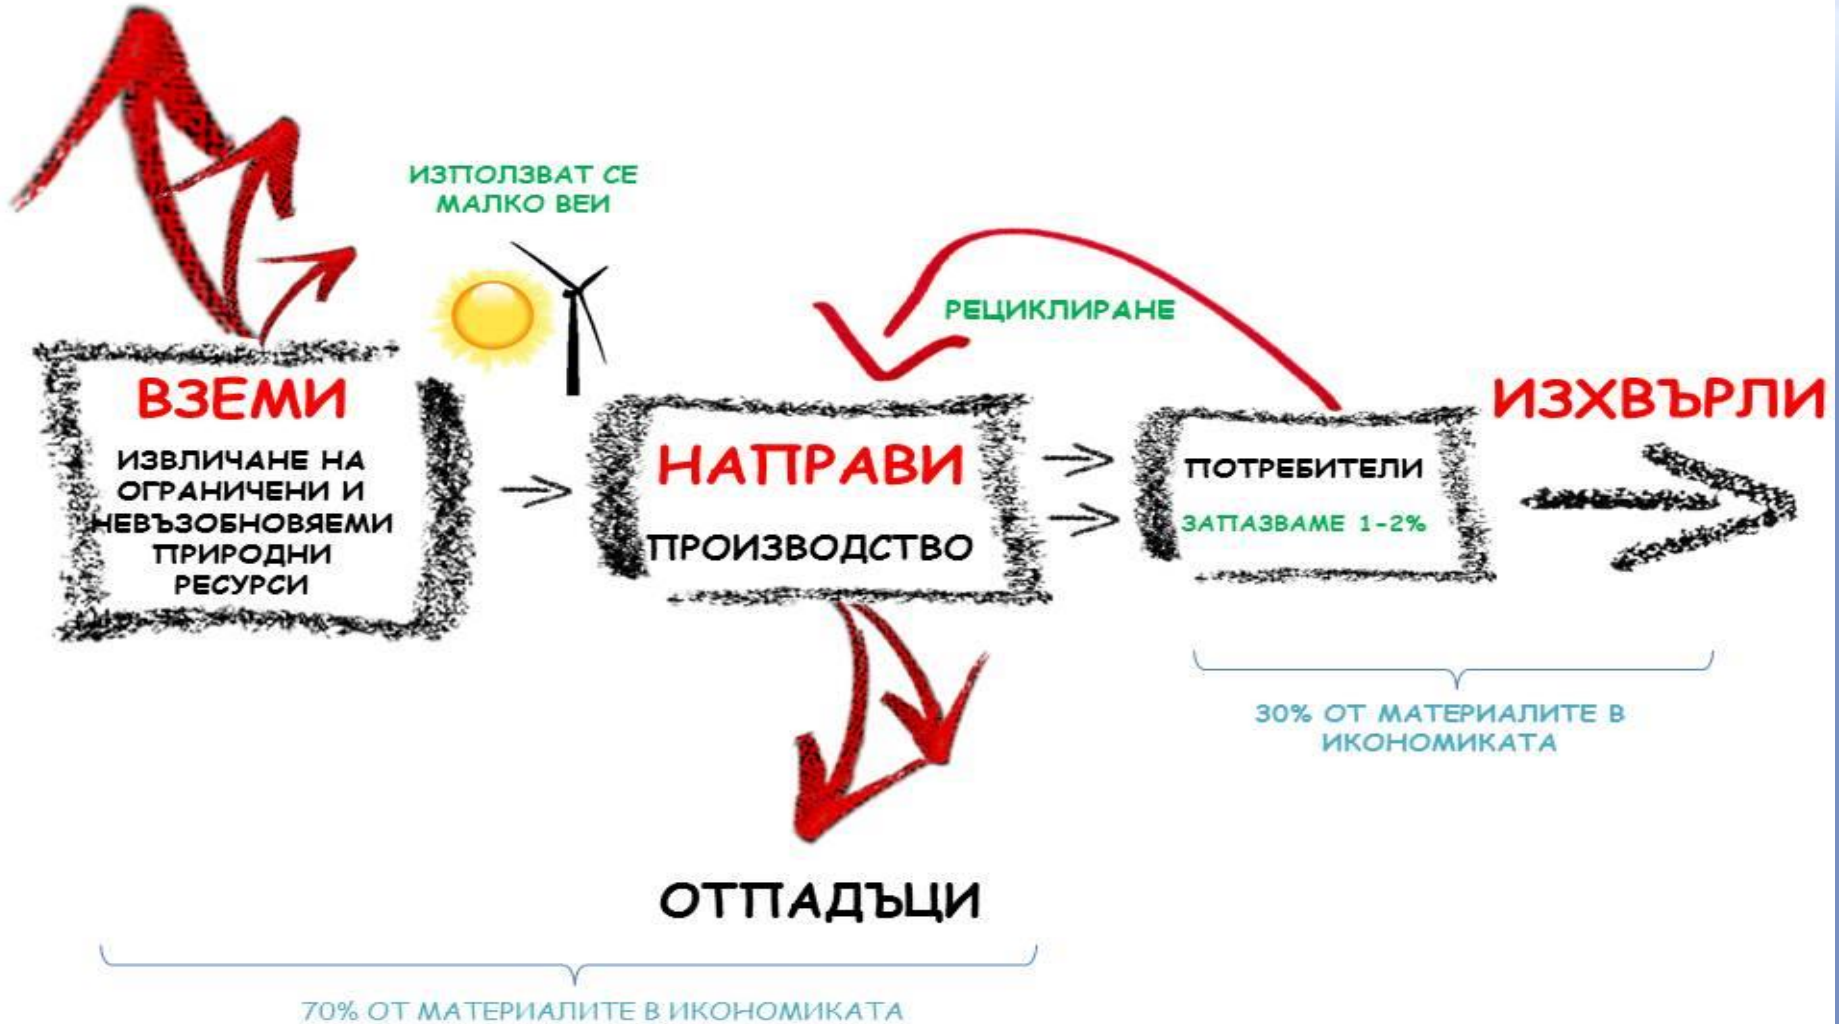 ИЗПОЛЗВАТ СЕ
МАЛКО ВЕИ
РЕЦИКЛИРАНЕ
ВЗЕМИ
ИЗВЛИЧАНЕ НА
ОГРАНИЧЕНИ И
НЕВЪЗОБНОВЯЕМИ
ПРИРОДНИ
РЕСУРСИ
НАПРАВИ
ПРОИЗВОДСТВО
ПОТРЕБИТЕЛИ
ЗАПАЗВАМЕ 1-2%
ИЗХВЪРЛИ
30% ОТ МАТЕРИАЛИТЕ В
ИКОНОМИКАТА
ОТПАДЪЦИ
70% ОТ МАТЕРИАЛИТЕ В ИКОНОМИКАТА